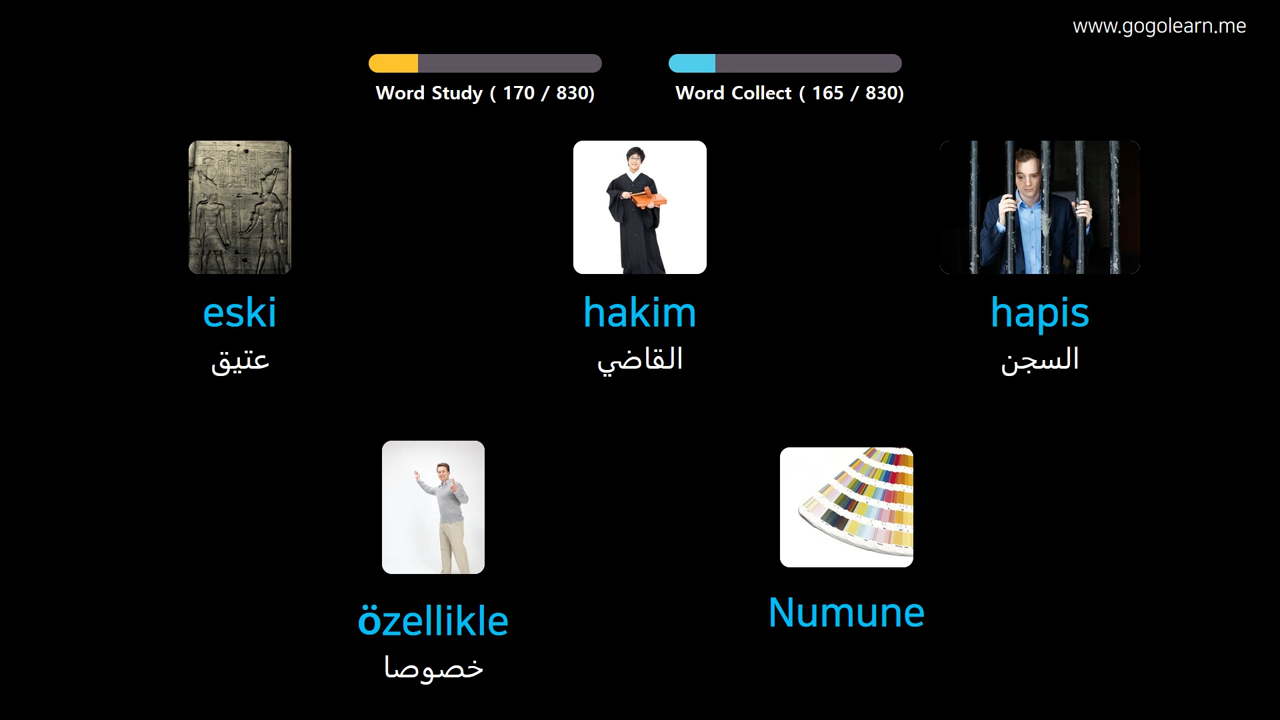 www.gogolearn.me
Word Study ( 170 / 830)
Word Collect ( 165 / 830)
eski
عتيق
hakim
القاضي
hapis
السجن
özellikle
خصوصا
Numune